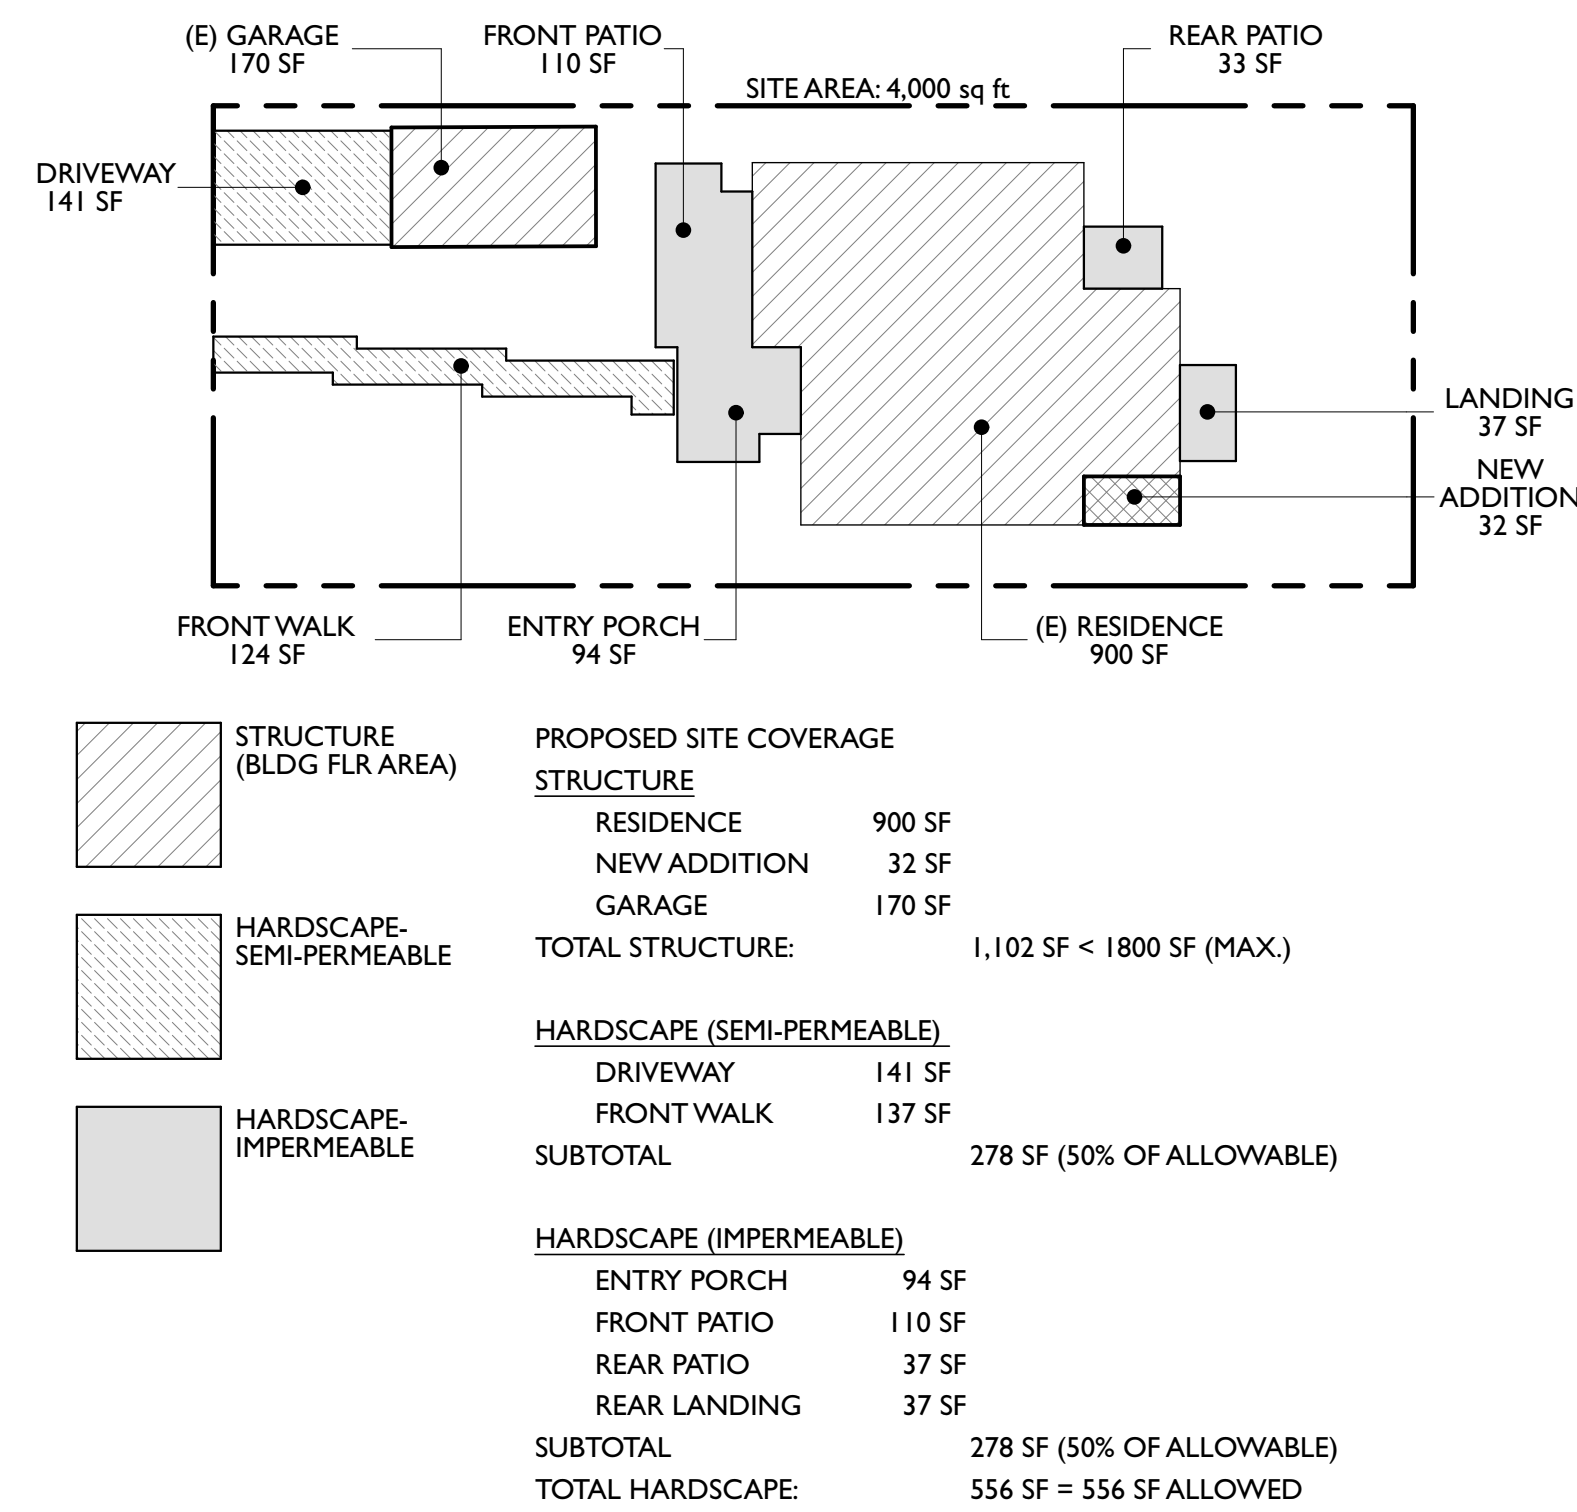 (E) GARAGE
170 SF
FRONT PATIO
110 SF
REAR PATIO
33 SF
SITE AREA: 4,000 sq ft
DRIVEWAY
141 SF
LANDING
37 SF
NEW
ADDITION
32 SF
FRONT WALK
124 SF
ENTRY PORCH
94 SF
(E) RESIDENCE
900 SF
STRUCTURE
(BLDG FLR AREA)
HARDSCAPE-
SEMI-PERMEABLE
HARDSCAPE-
IMPERMEABLE
PROPOSED SITE COVERAGE
STRUCTURE
RESIDENCE 900 SF
NEW ADDITION 32 SF
GARAGE 170 SF
TOTAL STRUCTURE: 1,102 SF < 1800 SF (MAX.)
HARDSCAPE (SEMI-PERMEABLE)
DRIVEWAY 141 SF
FRONT WALK 137 SF
SUBTOTAL 278 SF (50% OF ALLOWABLE)
HARDSCAPE (IMPERMEABLE)
ENTRY PORCH 94 SF
FRONT PATIO 110 SF
REAR PATIO 37 SF
REAR LANDING 37 SF
SUBTOTAL 278 SF (50% OF ALLOWABLE)
TOTAL HARDSCAPE: 556 SF = 556 SF ALLOWED